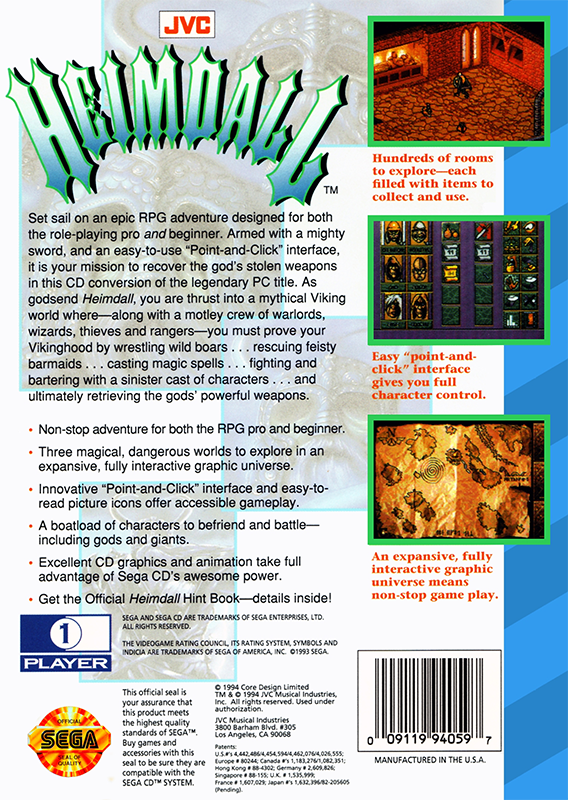 JVC
HEIMDALL
TM
Set sail on an epic RPG adventure designed for both
the role-playing pro and beginner. Armed with a mighty
sword, and an easy-to-use “Point-and-Click” interface,
it is your mission to recover the god's stolen weapons
in this CD conversion of the legendary PC title. As
godsend Heimdall, you are thrust into a mythical Viking
world where—along with a motley crew of warlords,
wizards, thieves and rangers—you must prove your
Vikinghood by wrestling wild boars . . . rescuing feisty
barmaids . . . casting magic spells . . . fighting and
bartering with a sinister cast of characters . . . and
ultimately retrieving the gods' powerful weapons.
• Non-stop adventure for both the RPG pro and beginner.
• Three magical, dangerous worlds to explore in an
expansive, fully interactive graphic universe.
• Innovative “Point-and-Click” interface and easy-to-
read picture icons offer accessible gameplay.
• A boatload of characters to befriend and battle—
including gods and giants.
• Excellent CD graphics and animation take full
advantage of Sega CD's awesome power.
• Get the Official Heimdall Hint Book—details inside!
Hundreds of rooms
to explore—each
filled with items to
collect and use.
Easy “point-and-
click” interface
gives you full
character control.
An expansive, fully
interactive graphic
universe means
non-stop game play.
1
PLAYER
SEGA AND SEGA CD ARE TRADEMARKS OF SEGA ENTERPRISES, LTD.
ALL RIGHTS RESERVED.
THE VIDEOGAME RATING COUNCIL, ITS RATING SYSTEM, SYMBOLS AND
INDICIA ARE TRADEMARKS OF SEGA OF AMERICA, INC. ©1993 SEGA.
OFFICIAL
SEGA
SEAL OF
QUALITY
This official seal is
your assurance that
this product meets
the highest quality
standards of SEGA™.
Buy games and
accessories with this
seal to be sure they are
compatible with the
SEGA CD™ SYSTEM.
© 1994 Core Design Limited
TM & © 1994 JVC Musical Industries,
Inc. All rights reserved. Used under
authorization.
JVC Musical Industries
3800 Barham Blvd. #305
Los Angeles, CA 90068
Patents:
U.S.#'s 4,442,486/4,454,594/4,462,076/4,026,555;
Europe # 80244; Canada #'s 1,183,276/1,082,351;
Hong Kong # 88-4302; Germany # 2,609,826;
Singapore # 88-155; U.K. # 1,535,999;
France # 1,607,029; Japan #'s 1,632,396/82-205605
(Pending).
0 09119 94059 7
MANUFACTURED IN THE U.S.A.